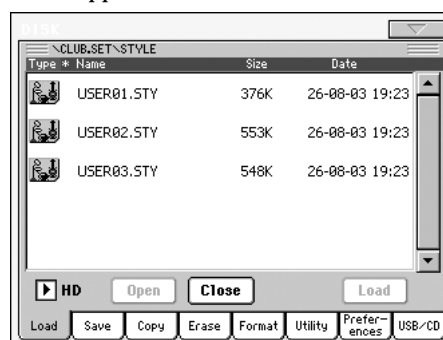 DISK
\CLUB.SET\STYLE
Type * Name Size Date
USER01.STY 376K 26-08-03 19:23
USER02.STY 553K 26-08-03 19:23
USER03.STY 548K 26-08-03 19:23
HD Open Close Load
Load Save Copy Erase Format Utility Prefer-
ences USB/CD